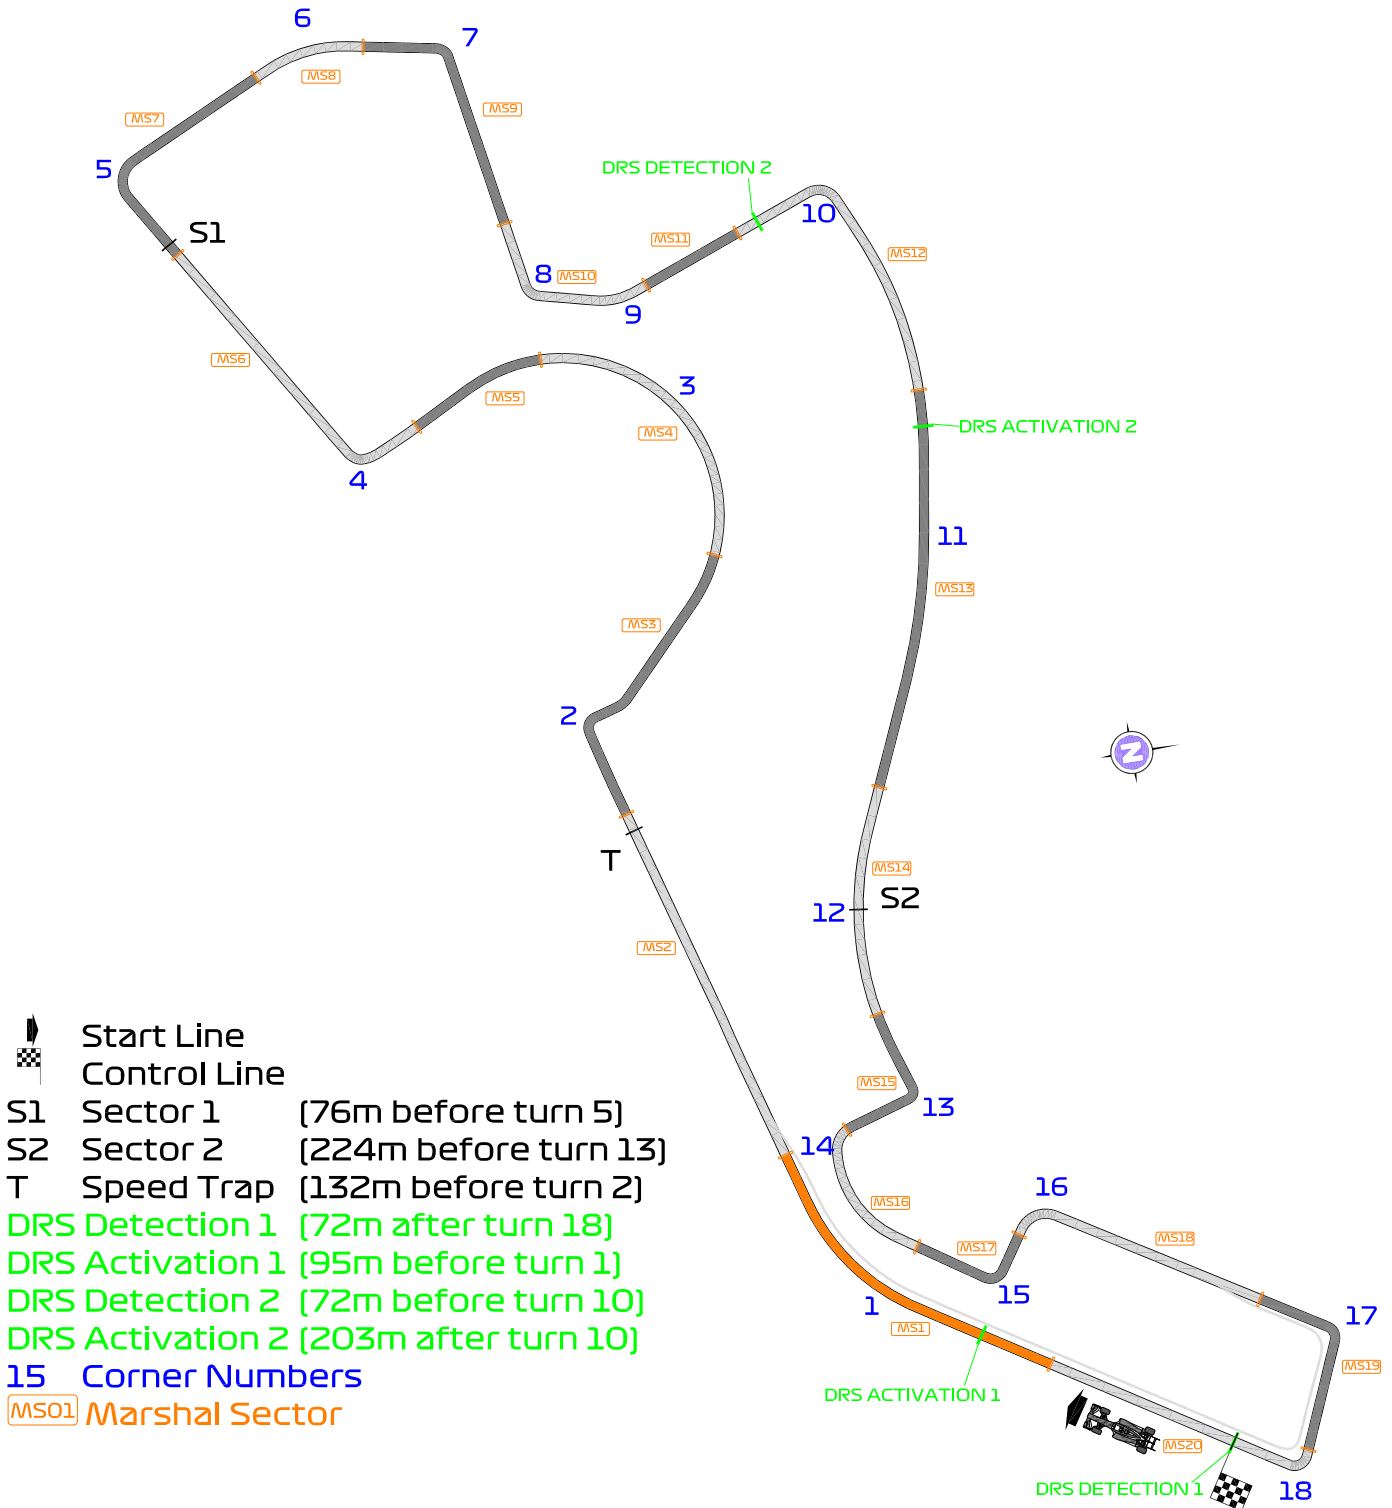 6
7
MS8
MS9
MS7
5
DRS DETECTION 2
S1
10
MS11
MS12
8
MS10
9
MS6
3
MS5
MS4
4
DRS ACTIVATION 2
11
MS13
MS3
2
N
T
MS14
12
S2
MS2
MS15
13
14
16
MS16
MS18
MS17
15
1
MS1
17
MS19
DRS ACTIVATION 1
MS20
DRS DETECTION 1
18
Start Line
Control Line
S1 Sector 1 (76m before turn 5)
S2 Sector 2 (224m before turn 13)
T Speed Trap (132m before turn 2)
DRS Detection 1 (72m after turn 18)
DRS Activation 1 (95m before turn 1)
DRS Detection 2 (72m before turn 10)
DRS Activation 2 (203m after turn 10)
15 Corner Numbers
MS01 Marshal Sector